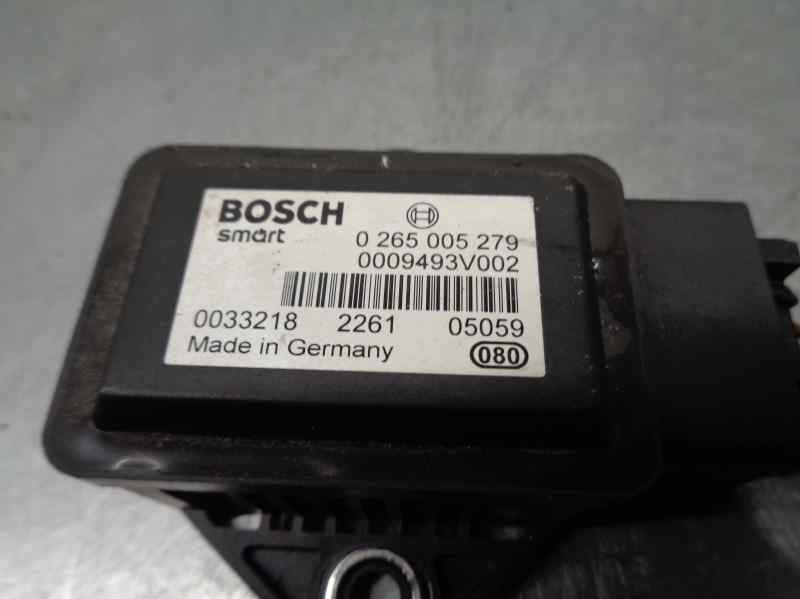 BOSCH
smart 0 265 005 279
0009493V002
0033218 2261 05059
Made in Germany 080